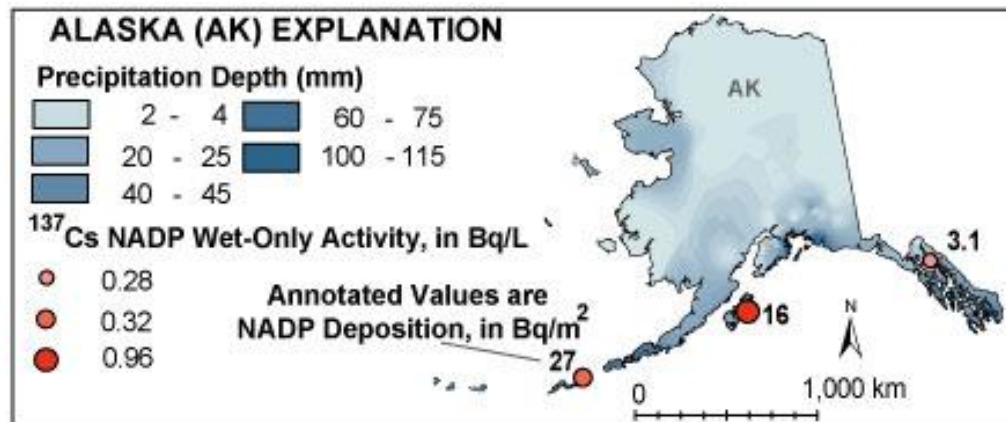 ALASKA (AK) EXPLANATION
Precipitation Depth (mm)
2 - 4
60 - 75
20 - 25
100 - 115
40 - 45
¹³⁷Cs NADP Wet-Only Activity, in Bq/L
0.28
0.32
0.96
Annotated Values are
NADP Deposition, in Bq/m²
AK
3.1
16
27
N
0
1,000 km